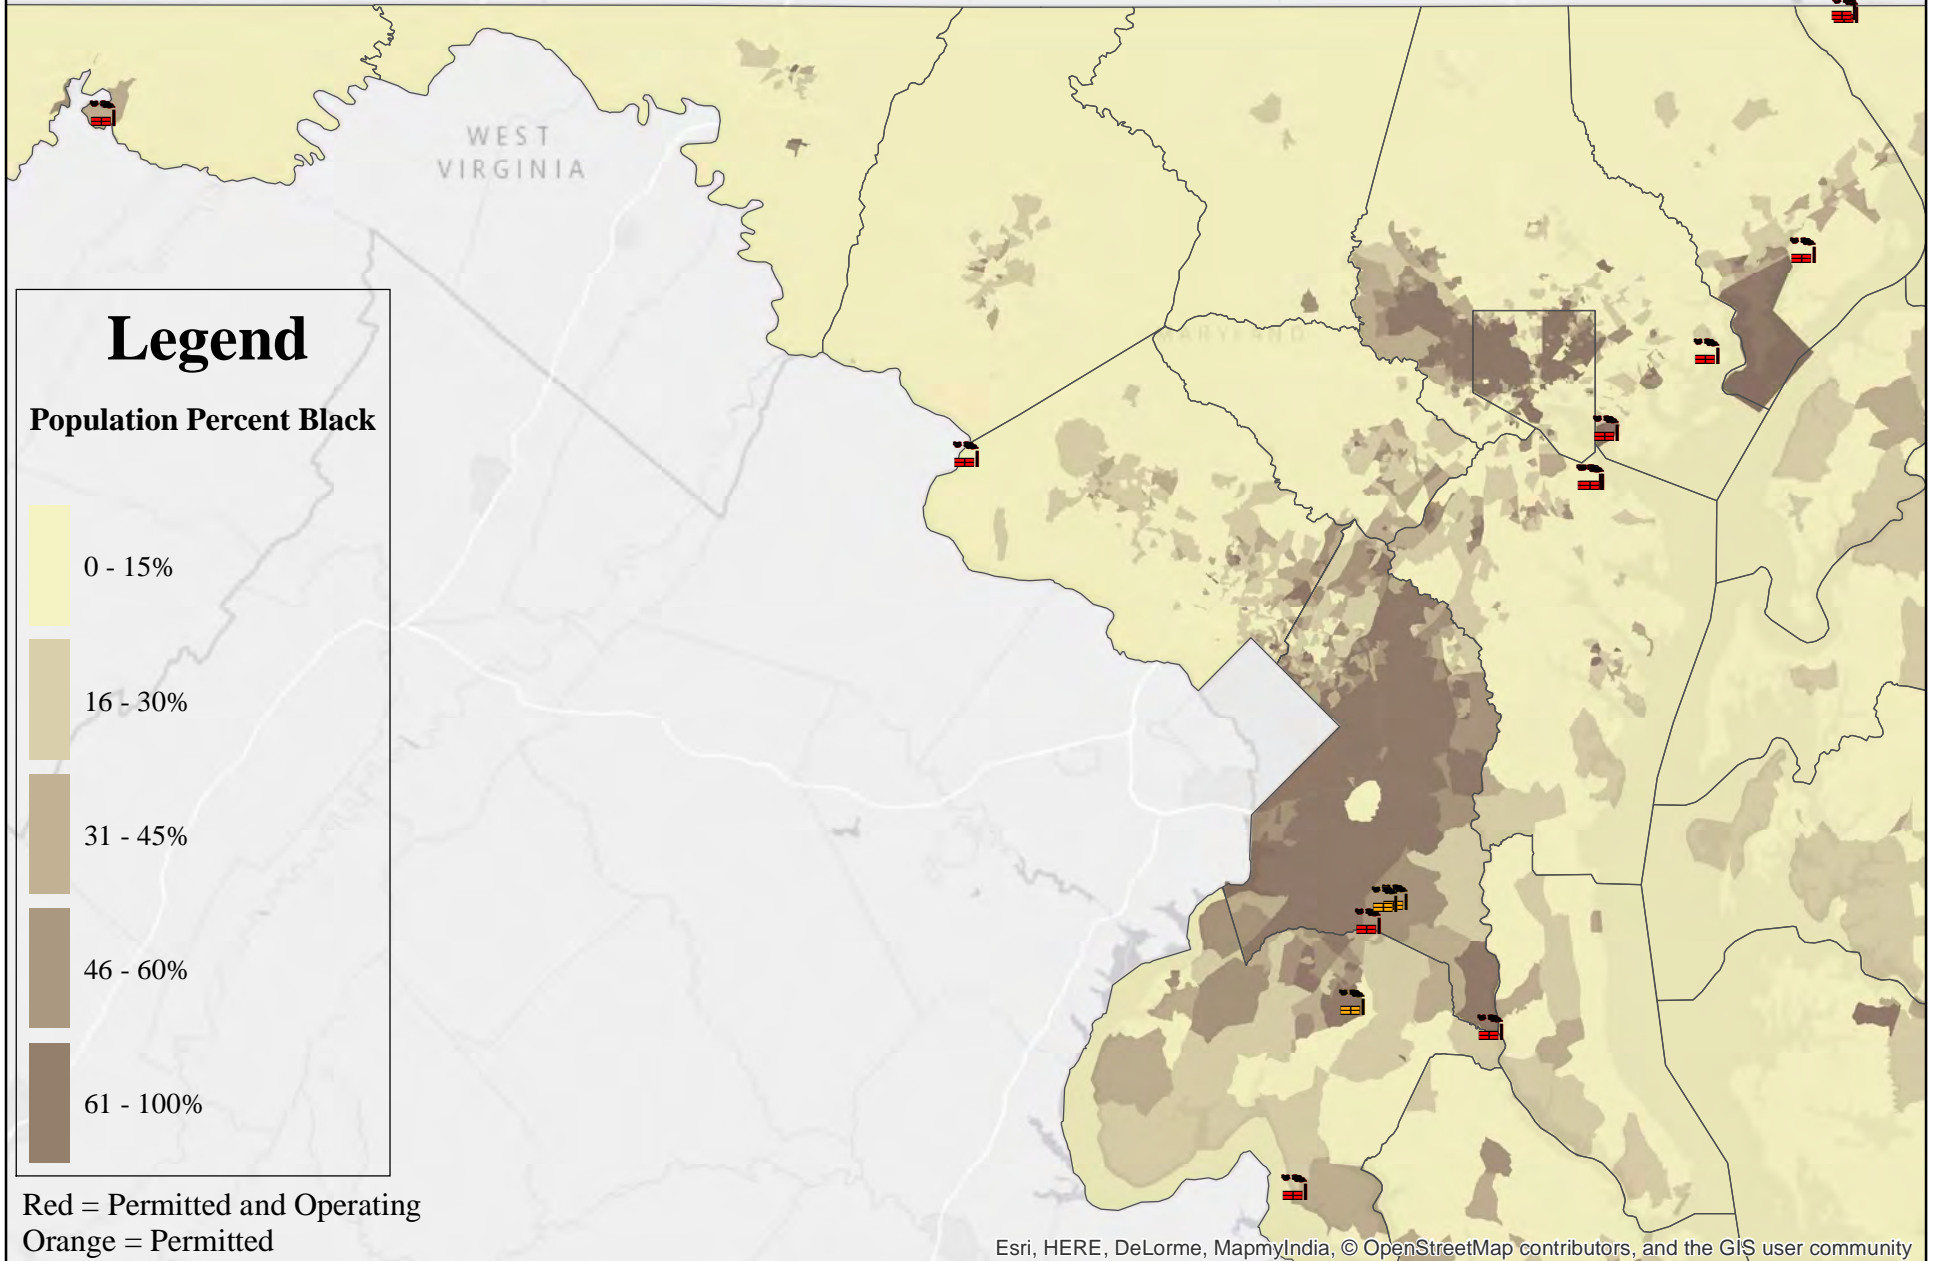 WEST
VIRGINIA
MARYLAND
Legend
Population Percent Black
0 - 15%
16 - 30%
31 - 45%
46 - 60%
61 - 100%
Red = Permitted and Operating
Orange = Permitted
Esri, HERE, DeLorme, MapmyIndia, © OpenStreetMap contributors, and the GIS user community